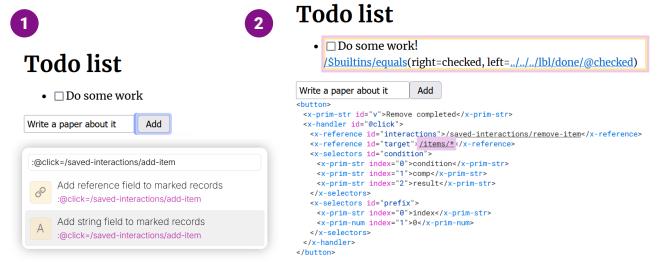 1
Todo list
Do some work
Write a paper about it Add
:@click=/saved-interactions/add-item
Add reference field to marked records
:@click=/saved-interactions/add-item
A Add string field to marked records
:@click=/saved-interactions/add-item
2
Todo list
Do some work!
/$builtins/equals(right=checked, left=../../../lbl/done/@checked)
Write a paper about it Add
<button>
<x-prim-str id="v">Remove completed</x-prim-str>
<x-handler id="@click">
<x-reference id="interactions">/saved-interactions/remove-item</x-reference>
<x-reference id="target">/items/*</x-reference>
<x-selectors id="condition">
<x-prim-str index="0">condition</x-prim-str>
<x-prim-str index="1">comp</x-prim-str>
<x-prim-str index="2">result</x-prim-str>
</x-selectors>
<x-selectors id="prefix">
<x-prim-str index="0">index</x-prim-str>
<x-prim-num index="1">0</x-prim-num>
</x-selectors>
</x-handler>
</button>